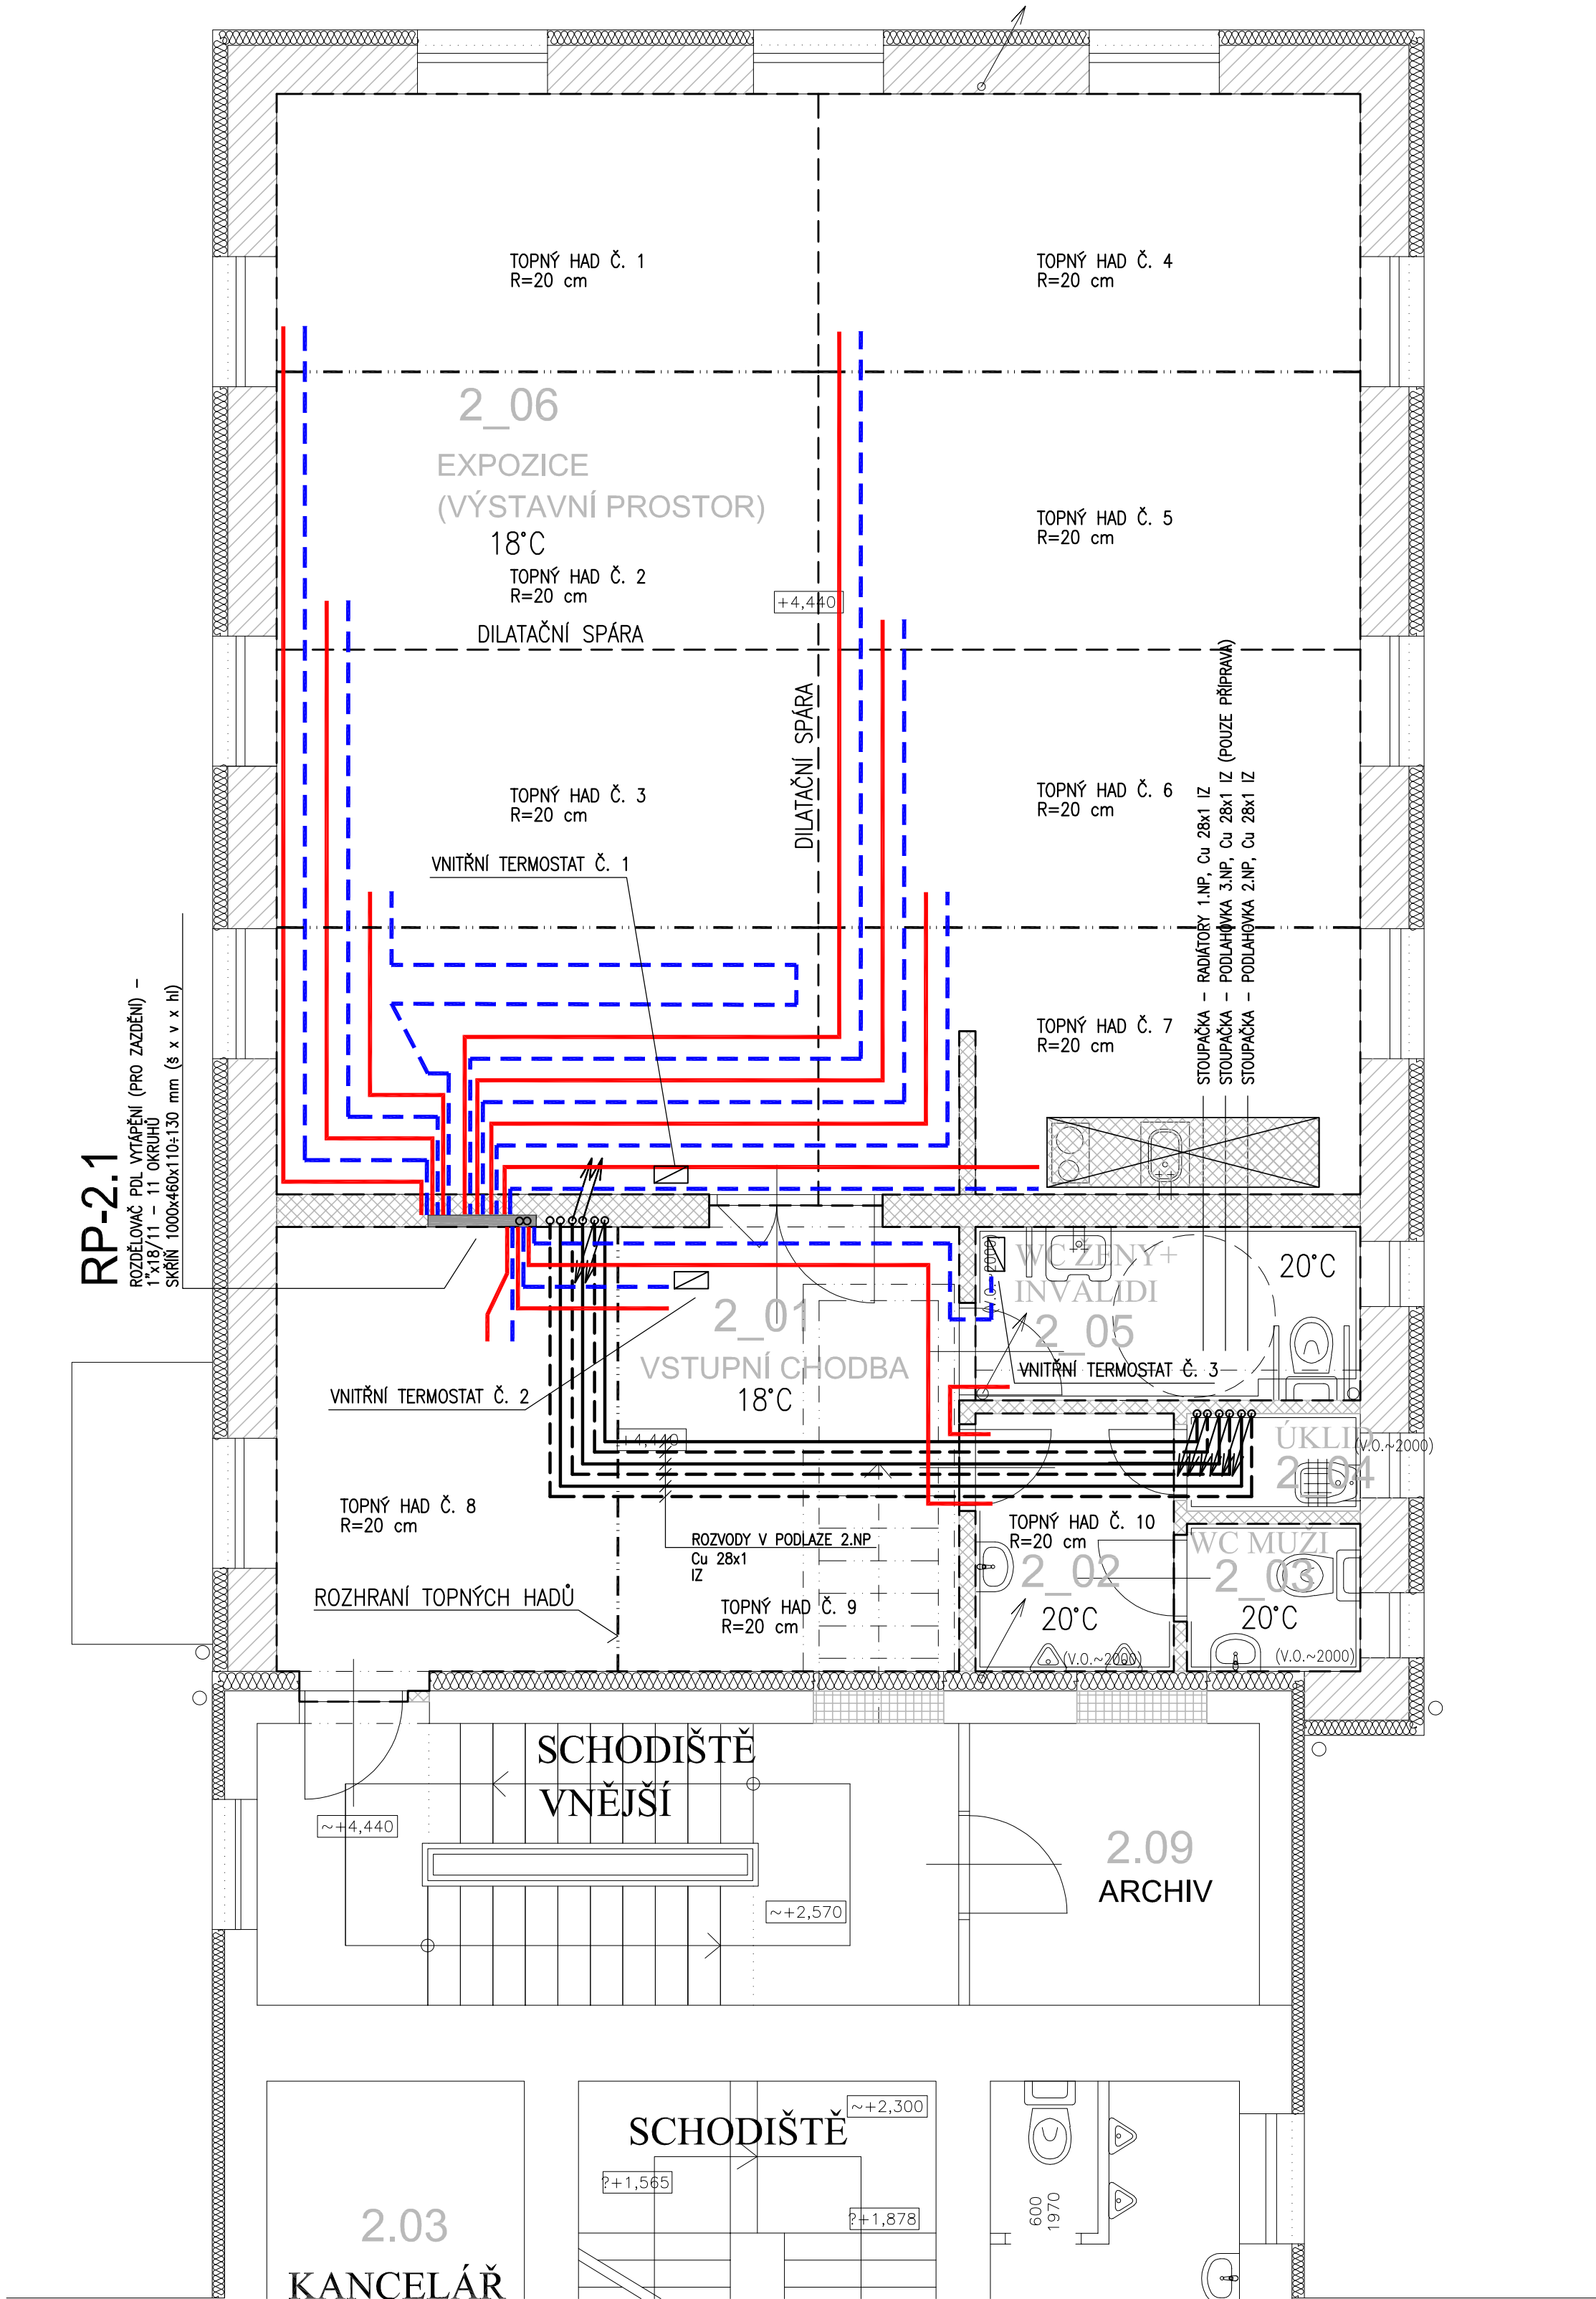 TOPNÝ HAD Č. 1
R=20 cm
TOPNÝ HAD Č. 4
R=20 cm
2_06
EXPOZICE
(VÝSTAVNÍ PROSTOR)
18°C
TOPNÝ HAD Č. 2
R=20 cm
TOPNÝ HAD Č. 5
R=20 cm
+4,440
DILATAČNÍ SPÁRA
DILATAČNÍ SPÁRA
TOPNÝ HAD Č. 3
R=20 cm
TOPNÝ HAD Č. 6
R=20 cm
VNITŘNÍ TERMOSTAT Č. 1
STOUPAČKA – RADIÁTORY 1.NP, Cu 28x1 IZ
STOUPAČKA – PODLAHOVKA 3.NP, Cu 28x1 IZ (POUZE PŘÍPRAVA)
STOUPAČKA – PODLAHOVKA 2.NP, Cu 28x1 IZ
TOPNÝ HAD Č. 7
R=20 cm
RP-2.1
ROZDĚLOVAČ PDL VYTÁPĚNÍ (PRO ZAZDĚNÍ) –
1"x18/11 – 11 OKRUHŮ
SKŘÍŇ 1000x460x110÷130 mm (š x v x hl)
(V.O.~2000)
WC ŽENY+
INVALIDI
2_05
20°C
2_01
VSTUPNÍ CHODBA
18°C
VNITŘNÍ TERMOSTAT Č. 3
VNITŘNÍ TERMOSTAT Č. 2
+4,440
ÚKLID
(V.O.~2000)
2_04
TOPNÝ HAD Č. 8
R=20 cm
ROZVODY V PODLAZE 2.NP
Cu 28x1
IZ
TOPNÝ HAD Č. 10
R=20 cm
2_02
20°C
(V.O.~2000)
WC MUŽI
2_03
20°C
(V.O.~2000)
ROZHRANÍ TOPNÝCH HADŮ
TOPNÝ HAD Č. 9
R=20 cm
SCHODIŠTĚ
VNĚJŠÍ
~+4,440
2.09
ARCHIV
~+2,570
SCHODIŠTĚ
~+2,300
?+1,565
?+1,878
600
1970
2.03
KANCELÁŘ